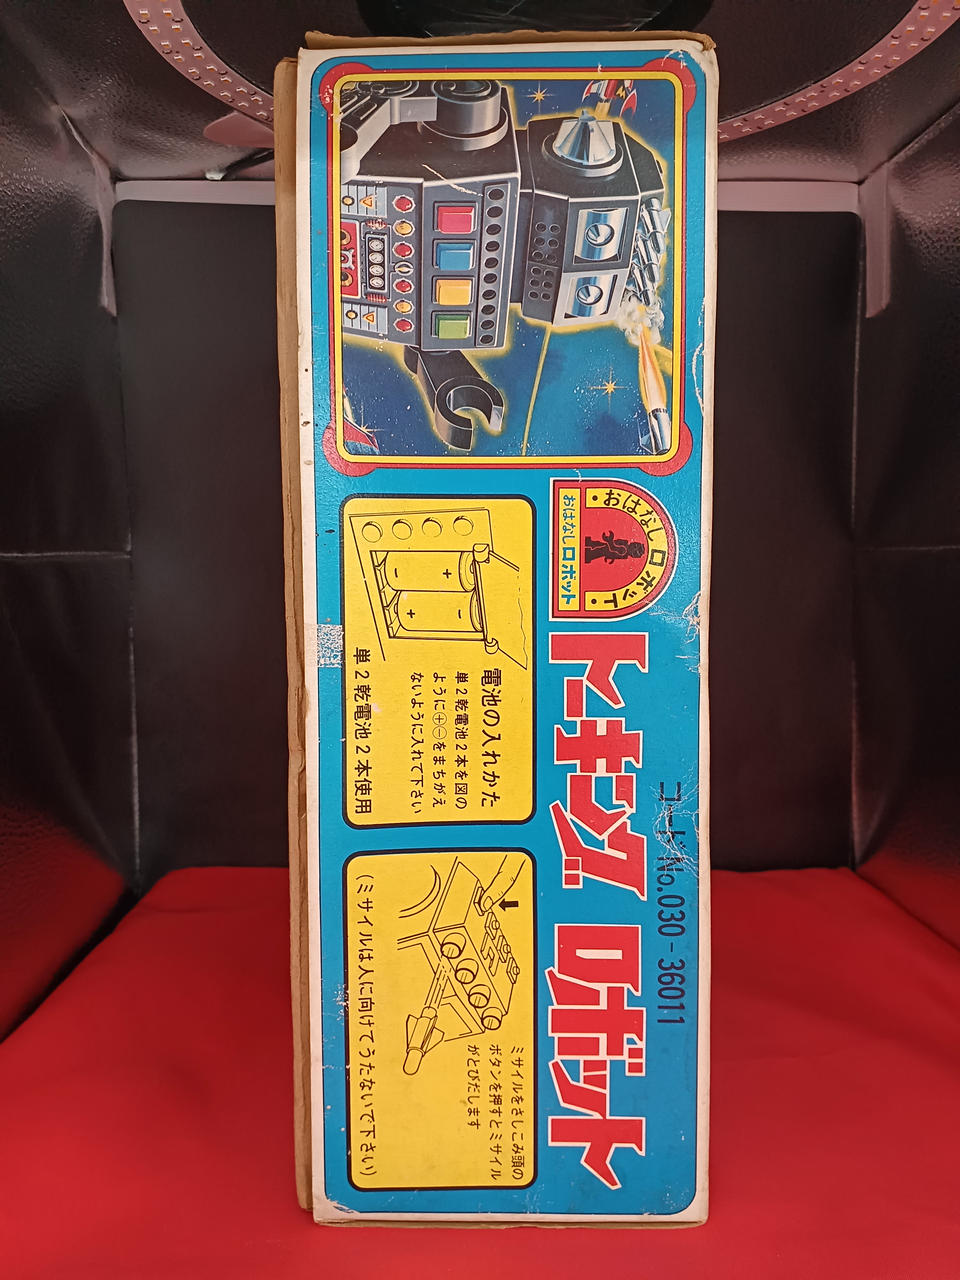 コードNo.030-36011
・おはなしロボット・
おはなしロボット
トーキング ロボット
電池の入れかた
単2乾電池2本を図の
ように⊕⊖をまちがえ
ないように入れて下さい
単2乾電池2本使用
ミサイルをさしこみ頭の
ボタンを押すとミサイル
がとびだします
(ミサイルは人に向けてうたないで下さい)